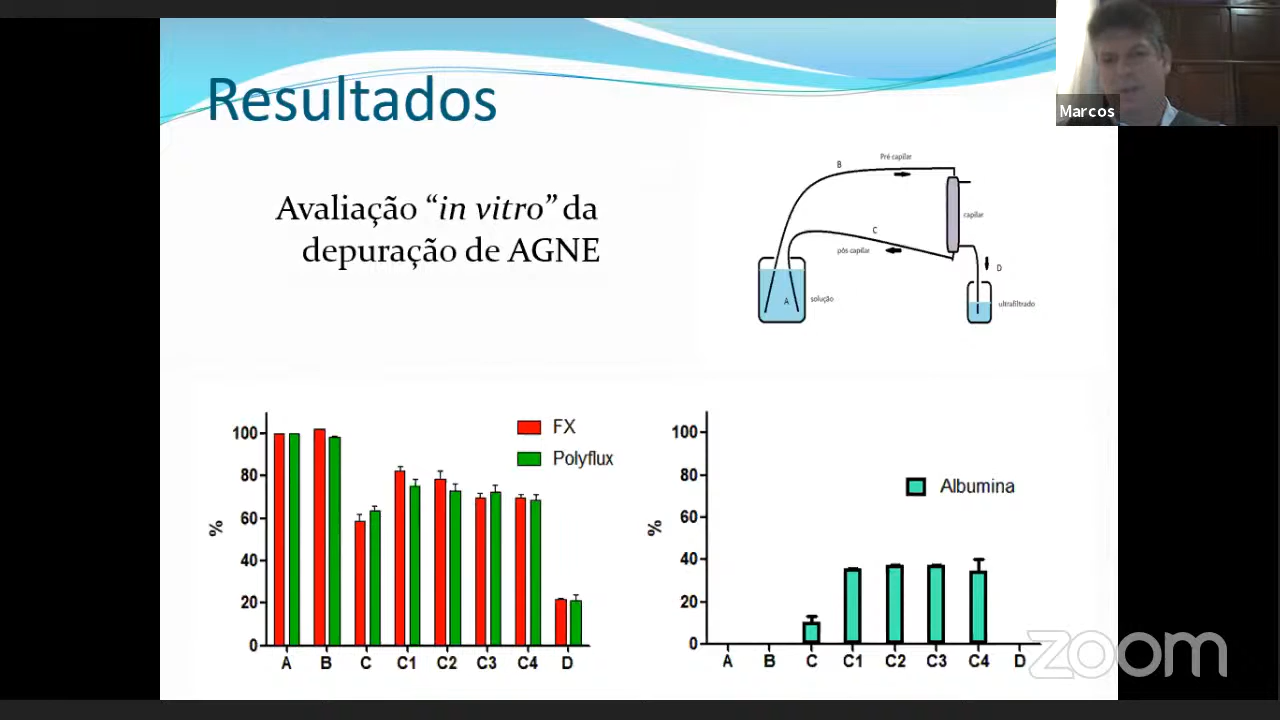 Resultados
Marcos
Avaliação “in vitro” da
depuração de AGNE
B
Pré capilar
capilar
C
pós capilar
D
A
solução
ultrafiltrado
FX
Polyflux
%
100
80
60
40
20
0
A B C C1 C2 C3 C4 D
Albumina
%
100
80
60
40
20
0
A B C C1 C2 C3 C4 D
zoom